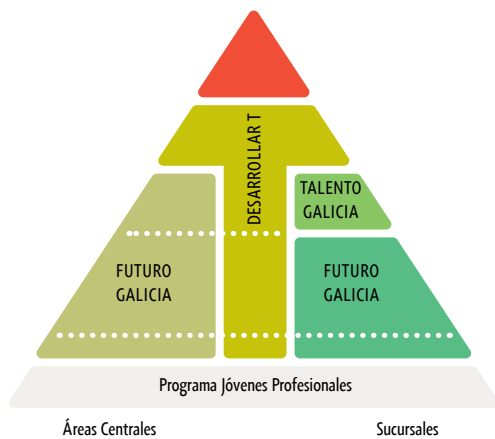 DESARROLLAR T
TALENTO
GALICIA
FUTURO
GALICIA
FUTURO
GALICIA
Programa Jóvenes Profesionales
Áreas Centrales
Sucursales